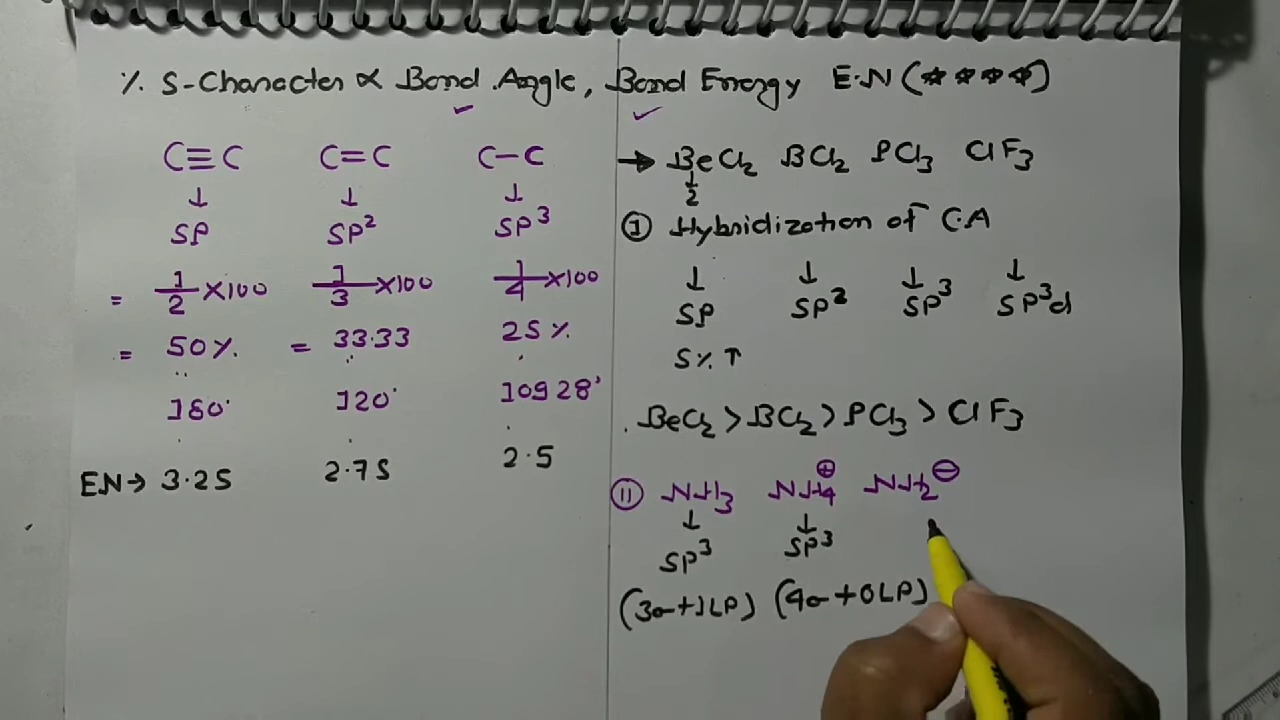 % S-Character ∝ Bond Angle, Bond Energy E.N (****)
C≡C C=C C-C
↓ ↓ ↓
SP SP² SP³
= 1/2 ×100 1/3 ×100 1/4 ×100
= 50%. = 33.33 25%
180° 120° 109 28'
EN→ 3.25 2.75 2.5
→ BeCl₂ BCl₂ PCl₃ ClF₃
↓
2
① Hybridization of C.A
↓ ↓ ↓ ↓
SP SP² SP³ SP³d
S% ↑
BeCl₂ > BCl₂ > PCl₃ > ClF₃
② NH₃ NH₄⊕ NH₂⊖
↓ ↓
SP³ SP³
(3σ+1LP) (4σ+0LP)